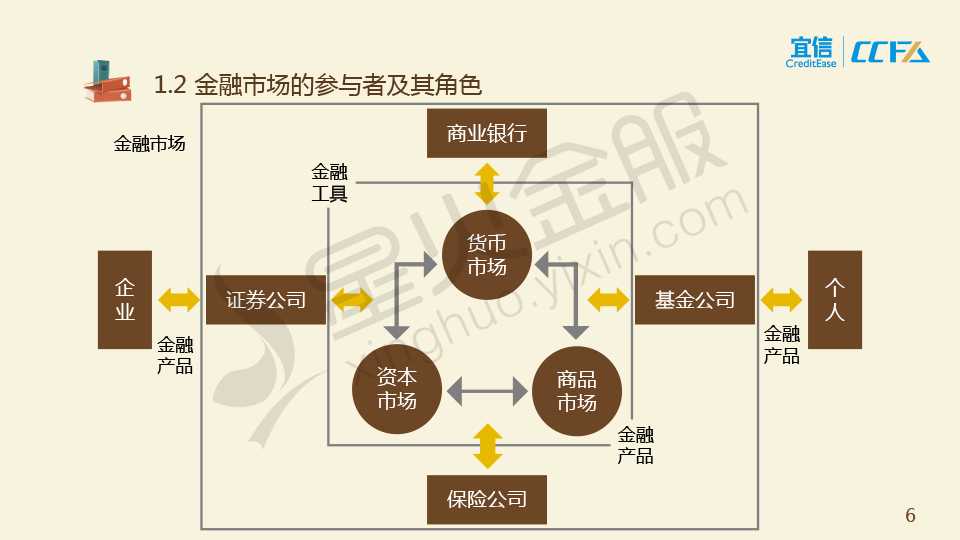 宜信
CreditEase
CCFA
1.2 金融市场的参与者及其角色
金融市场
商业银行
金融
工具
货币
市场
企
业
证券公司
基金公司
个
人
金融
产品
金融
产品
资本
市场
商品
市场
金融
产品
保险公司
星火金服
xinghuo.yixin.com
6